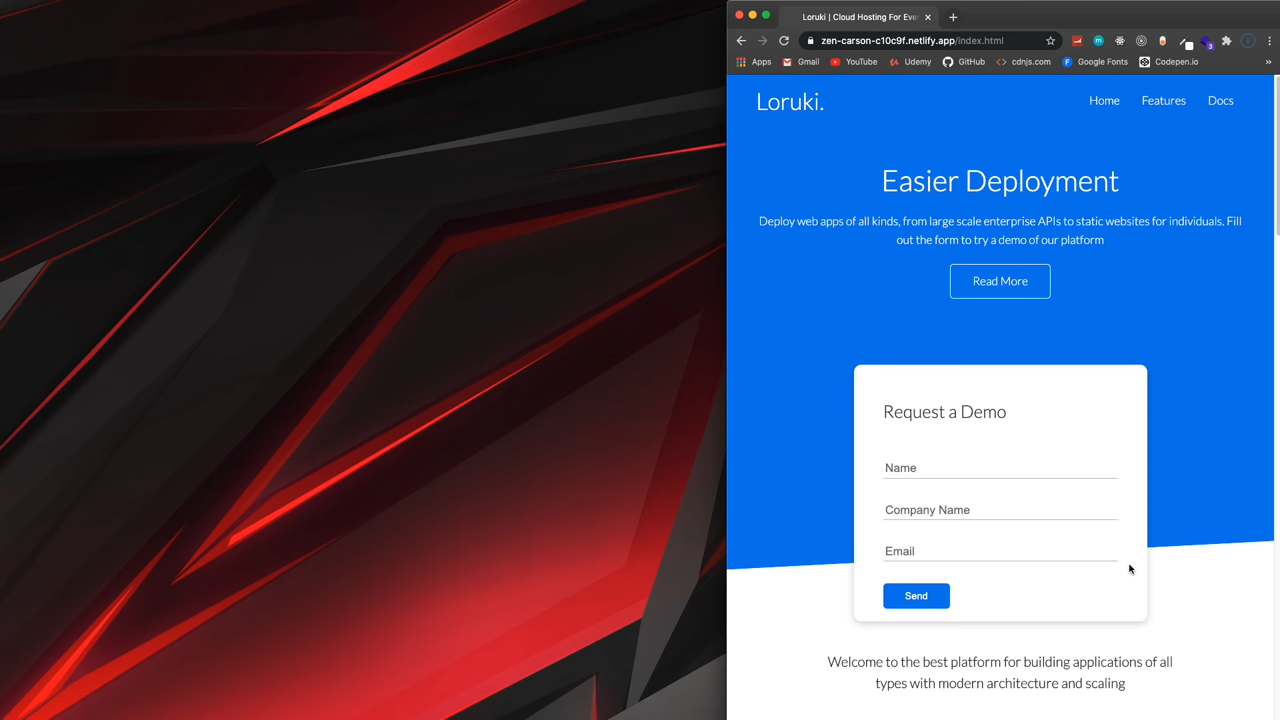 Loruki | Cloud Hosting For Eve
zen-carson-c10c9f.netlify.app/index.html
Apps Gmail YouTube Udemy GitHub cdnjs.com Google Fonts Codepen.io »
Loruki. Home Features Docs
Easier Deployment
Deploy web apps of all kinds, from large scale enterprise APIs to static websites for individuals. Fill
out the form to try a demo of our platform
Read More
Request a Demo
Name
Company Name
Email
Send
Welcome to the best platform for building applications of all
types with modern architecture and scaling